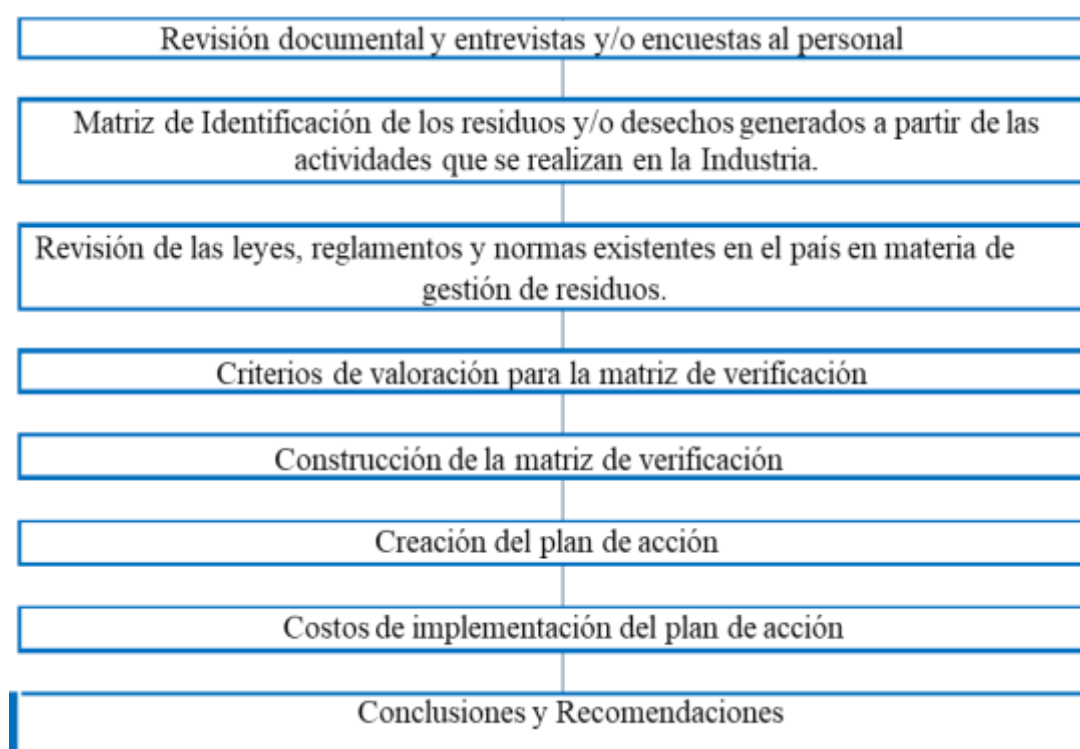 Revisión documental y entrevistas y/o encuestas al personal
Matriz de Identificación de los residuos y/o desechos generados a partir de las
actividades que se realizan en la Industria.
Revisión de las leyes, reglamentos y normas existentes en el país en materia de
gestión de residuos.
Criterios de valoración para la matriz de verificación
Construcción de la matriz de verificación
Creación del plan de acción
Costos de implementación del plan de acción
Conclusiones y Recomendaciones